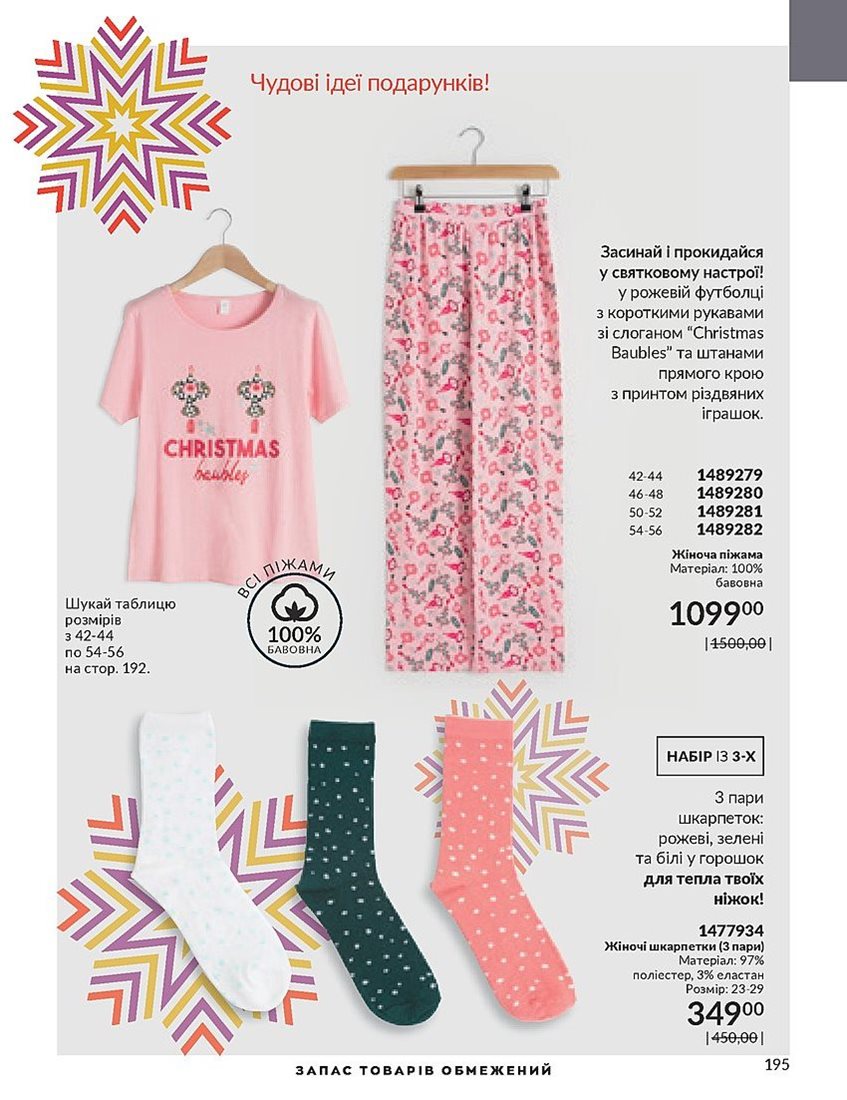 Чудові ідеї подарунків!
Засинай і прокидайся
у святковому настрої!
у рожевій футболці
з короткими рукавами
зі слоганом “Christmas
Baubles” та штанами
прямого крою
з принтом різдвяних
іграшок.
CHRISTMAS
baubles
42-44 1489279
46-48 1489280
50-52 1489281
54-56 1489282
Жіноча піжама
Матеріал: 100%
бавовна
109900
|1500,00|
ВСІ ПІЖАМИ
100%
БАВОВНА
Шукай таблицю
розмірів
з 42-44
по 54-56
на стор. 192.
НАБІР ІЗ 3-Х
3 пари
шкарпеток:
рожеві, зелені
та білі у горошок
для тепла твоїх
ніжок!
1477934
Жіночі шкарпетки (3 пари)
Матеріал: 97%
поліестер, 3% еластан
Розмір: 23-29
34900
|450,00|
ЗАПАС ТОВАРІВ ОБМЕЖЕНИЙ
195